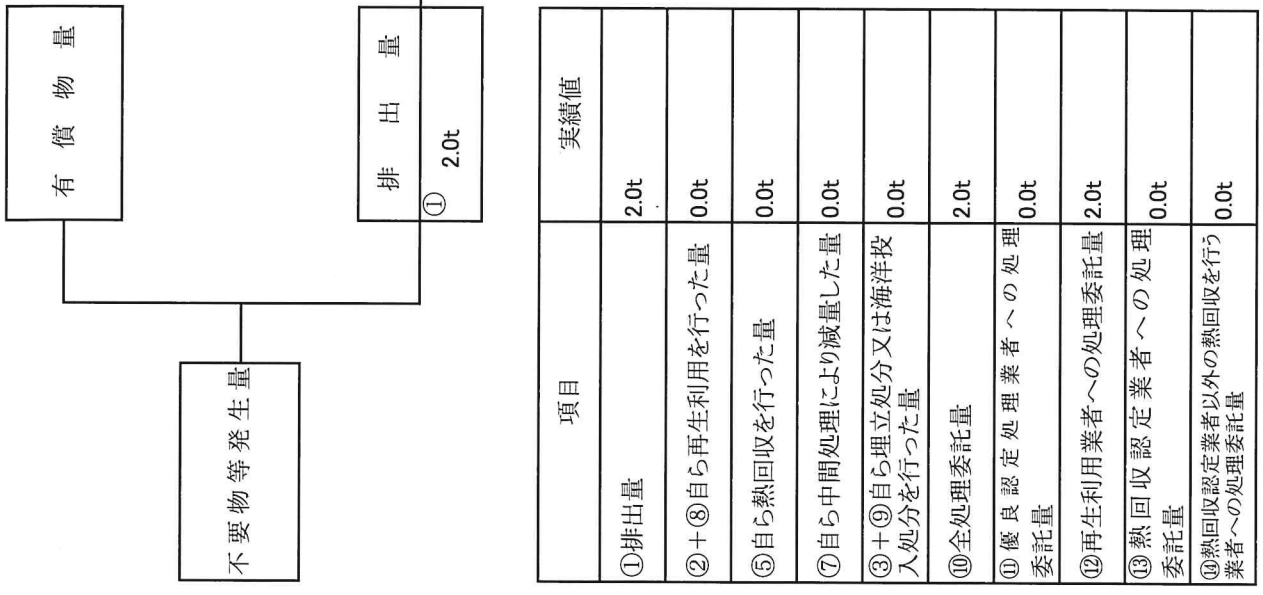 不要物等発生量
有償物量
排出量
①
2.0t
項目
実績値
①排出量
2.0t
②+⑧自ら再生利用を行った量
0.0t
⑤自ら熱回収を行った量
0.0t
⑦自ら中間処理により減量した量
0.0t
③+⑨自ら埋立処分又は海洋投
入処分を行った量
0.0t
⑩全処理委託量
2.0t
⑪優良認定処理業者への処理
委託量
0.0t
⑫再生利用業者への処理委託量
2.0t
⑬熱回収認定業者への処理
委託量
0.0t
⑭熱回収認定業者以外の熱回収を行う
業者への処理委託量
0.0t